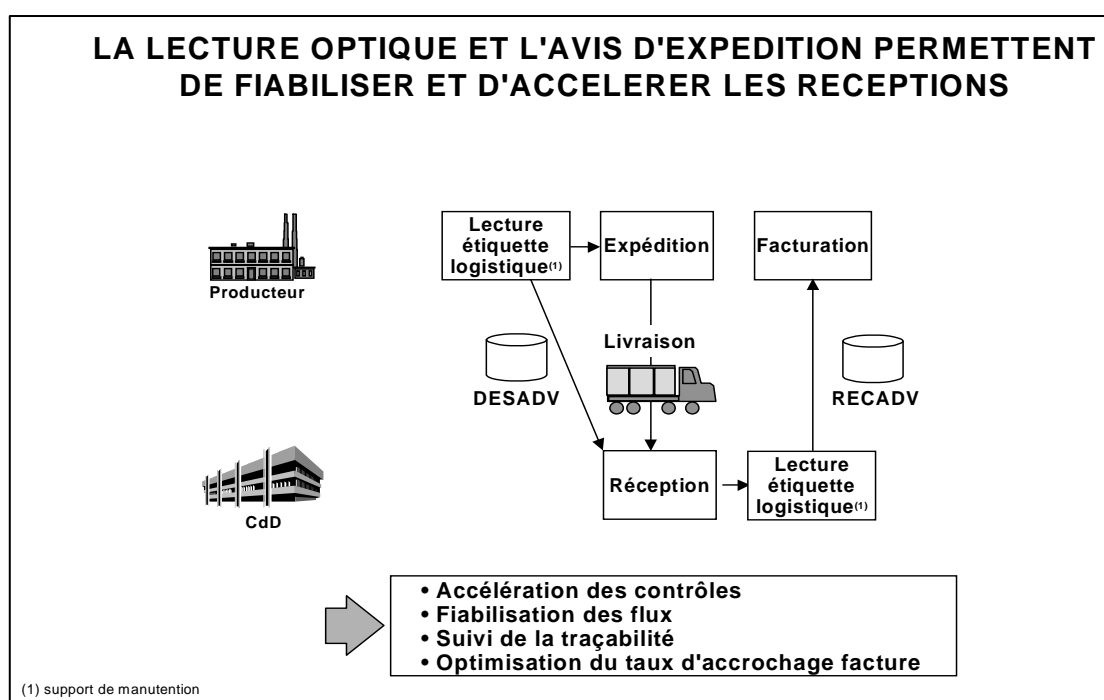 LA LECTURE OPTIQUE ET L'AVIS D'EXPEDITION PERMETTENT
DE FIABILISER ET D'ACCELERER LES RECEPTIONS
Producteur
Lecture
étiquette
logistique(1)
Expédition
Facturation
DESADV
Livraison
RECADV
CdD
Réception
Lecture
étiquette
logistique(1)
• Accélération des contrôles
• Fiabilisation des flux
• Suivi de la traçabilité
• Optimisation du taux d'accrochage facture
(1) support de manutention